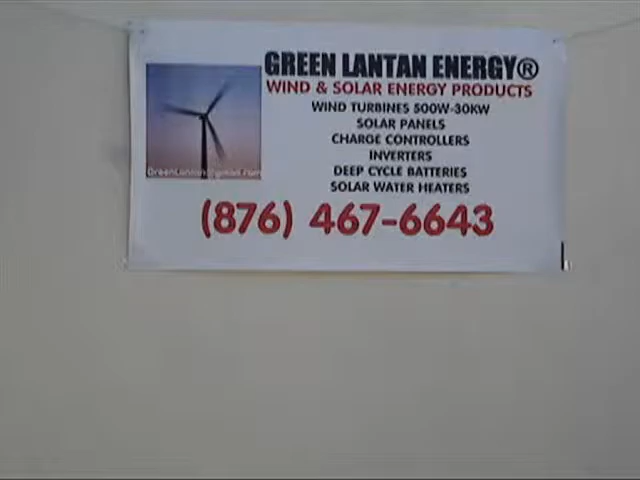 GREEN LANTAN ENERGY®
WIND & SOLAR ENERGY PRODUCTS
WIND TURBINES 500W-30KW
SOLAR PANELS
CHARGE CONTROLLERS
INVERTERS
DEEP CYCLE BATTERIES
SOLAR WATER HEATERS
(876) 467-6643